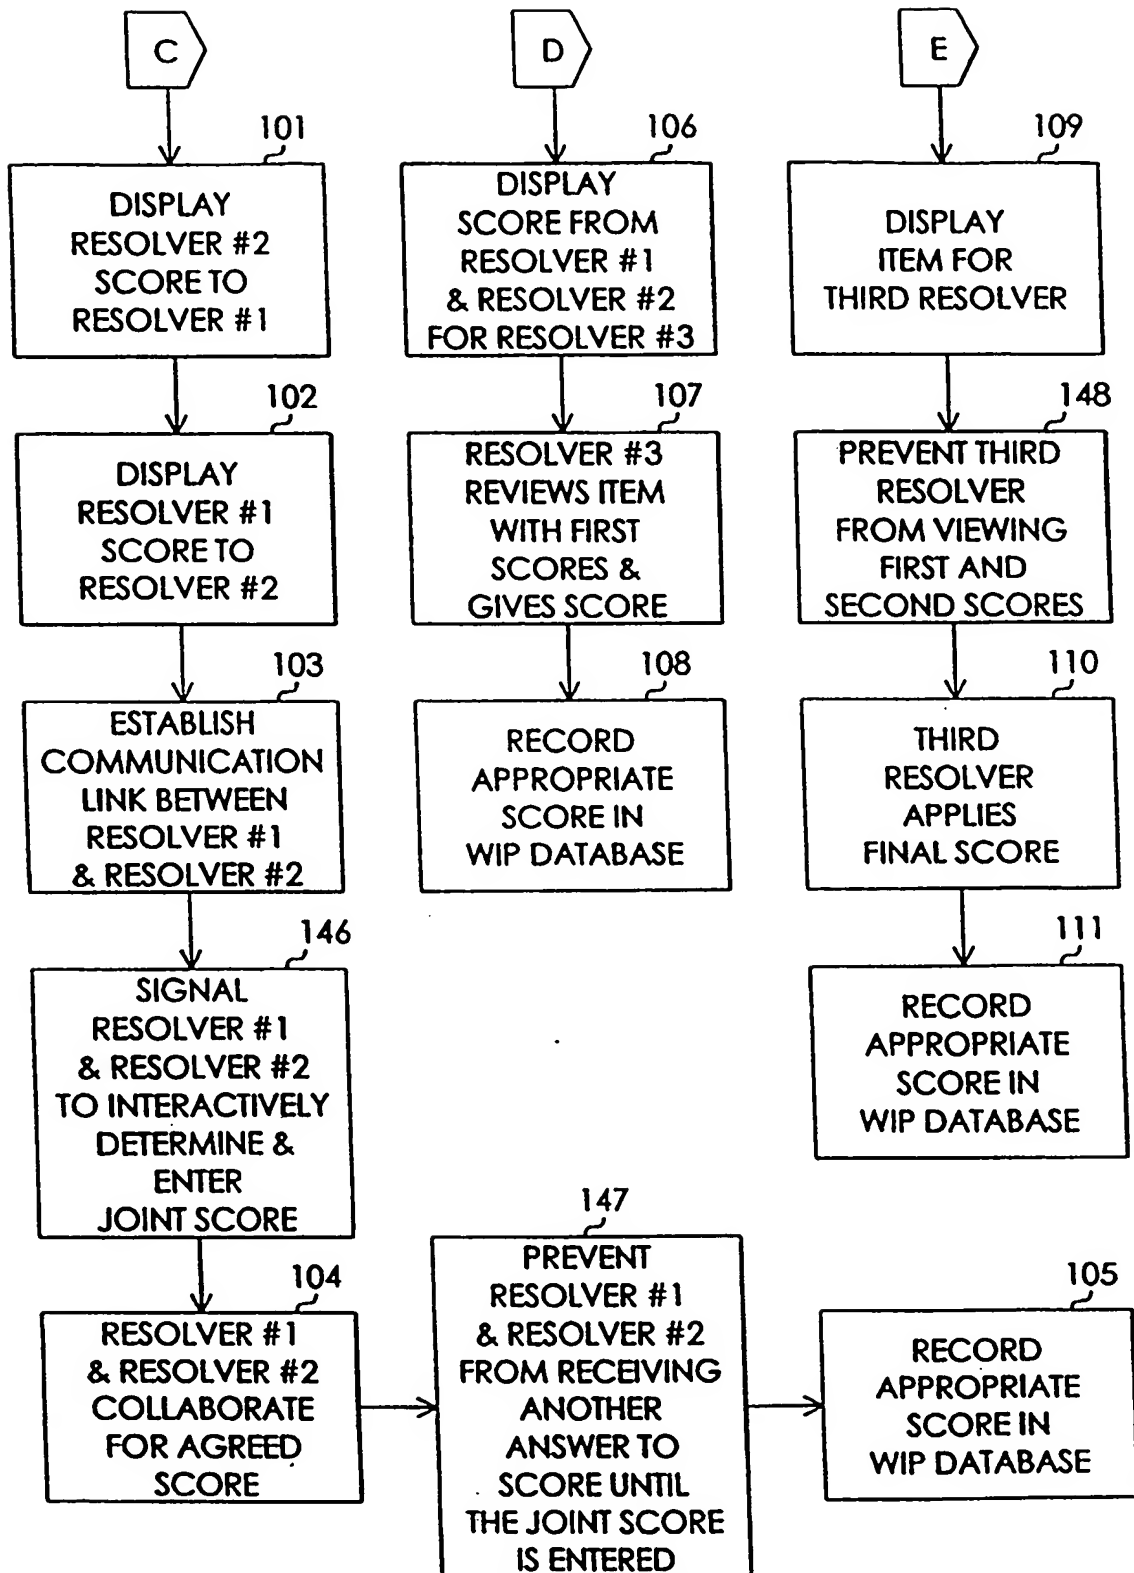 C
101
DISPLAY
RESOLVER #2
SCORE TO
RESOLVER #1
102
DISPLAY
RESOLVER #1
SCORE TO
RESOLVER #2
103
ESTABLISH
COMMUNICATION
LINK BETWEEN
RESOLVER #1
& RESOLVER #2
146
SIGNAL
RESOLVER #1
& RESOLVER #2
TO INTERACTIVELY
DETERMINE &
ENTER
JOINT SCORE
104
RESOLVER #1
& RESOLVER #2
COLLABORATE
FOR AGREED
SCORE
147
PREVENT
RESOLVER #1
& RESOLVER #2
FROM RECEIVING
ANOTHER
ANSWER TO
SCORE UNTIL
THE JOINT SCORE
IS ENTERED
105
RECORD
APPROPRIATE
SCORE IN
WIP DATABASE
D
106
DISPLAY
SCORE FROM
RESOLVER #1
& RESOLVER #2
FOR RESOLVER #3
107
RESOLVER #3
REVIEWS ITEM
WITH FIRST
SCORES &
GIVES SCORE
108
RECORD
APPROPRIATE
SCORE IN
WIP DATABASE
E
109
DISPLAY
ITEM FOR
THIRD RESOLVER
148
PREVENT THIRD
RESOLVER
FROM VIEWING
FIRST AND
SECOND SCORES
110
THIRD
RESOLVER
APPLIES
FINAL SCORE
111
RECORD
APPROPRIATE
SCORE IN
WIP DATABASE